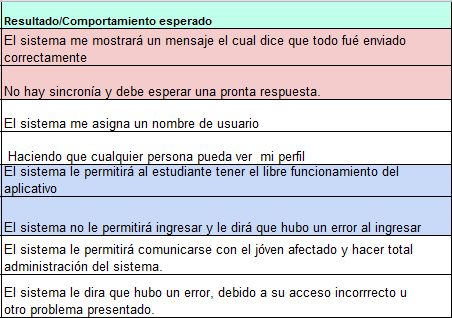 Resultado/Comportamiento esperado
El sistema me mostrará un mensaje el cual dice que todo fué enviado
correctamente
No hay sincronía y debe esperar una pronta respuesta.
El sistema me asigna un nombre de usuario
Haciendo que cualquier persona pueda ver mi perfil
El sistema le permitirá al estudiante tener el libre funcionamiento del
aplicativo
El sistema no le permitirá ingresar y le dirá que hubo un error al ingresar
El sistema le permitirá comunicarse con el jóven afectado y hacer total
administración del sistema.
El sistema le dira que hubo un error, debido a su acceso incorrrecto u
otro problema presentado.